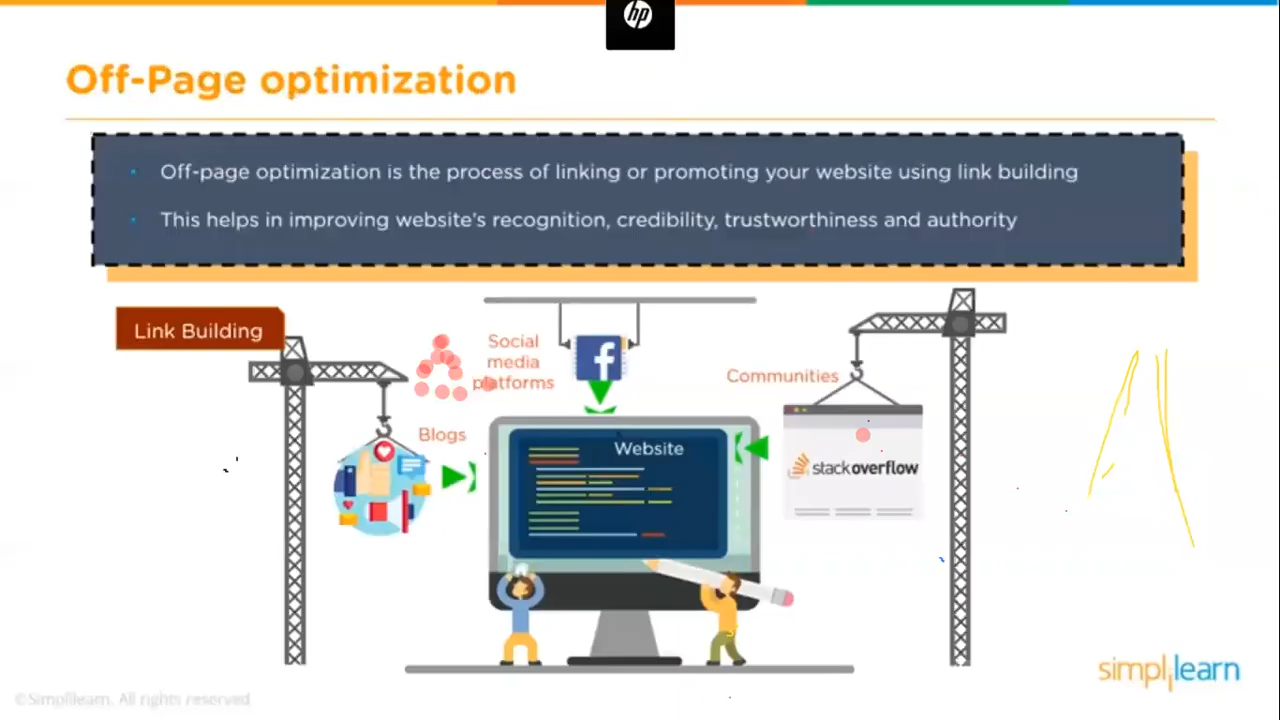 hp
Off-Page optimization
Off-page optimization is the process of linking or promoting your website using link building
This helps in improving website's recognition, credibility, trustworthiness and authority
Link Building
Social
media
platforms
f
Communities
Blogs
Website
stackoverflow
simplilearn
©Simplilearn. All rights reserved